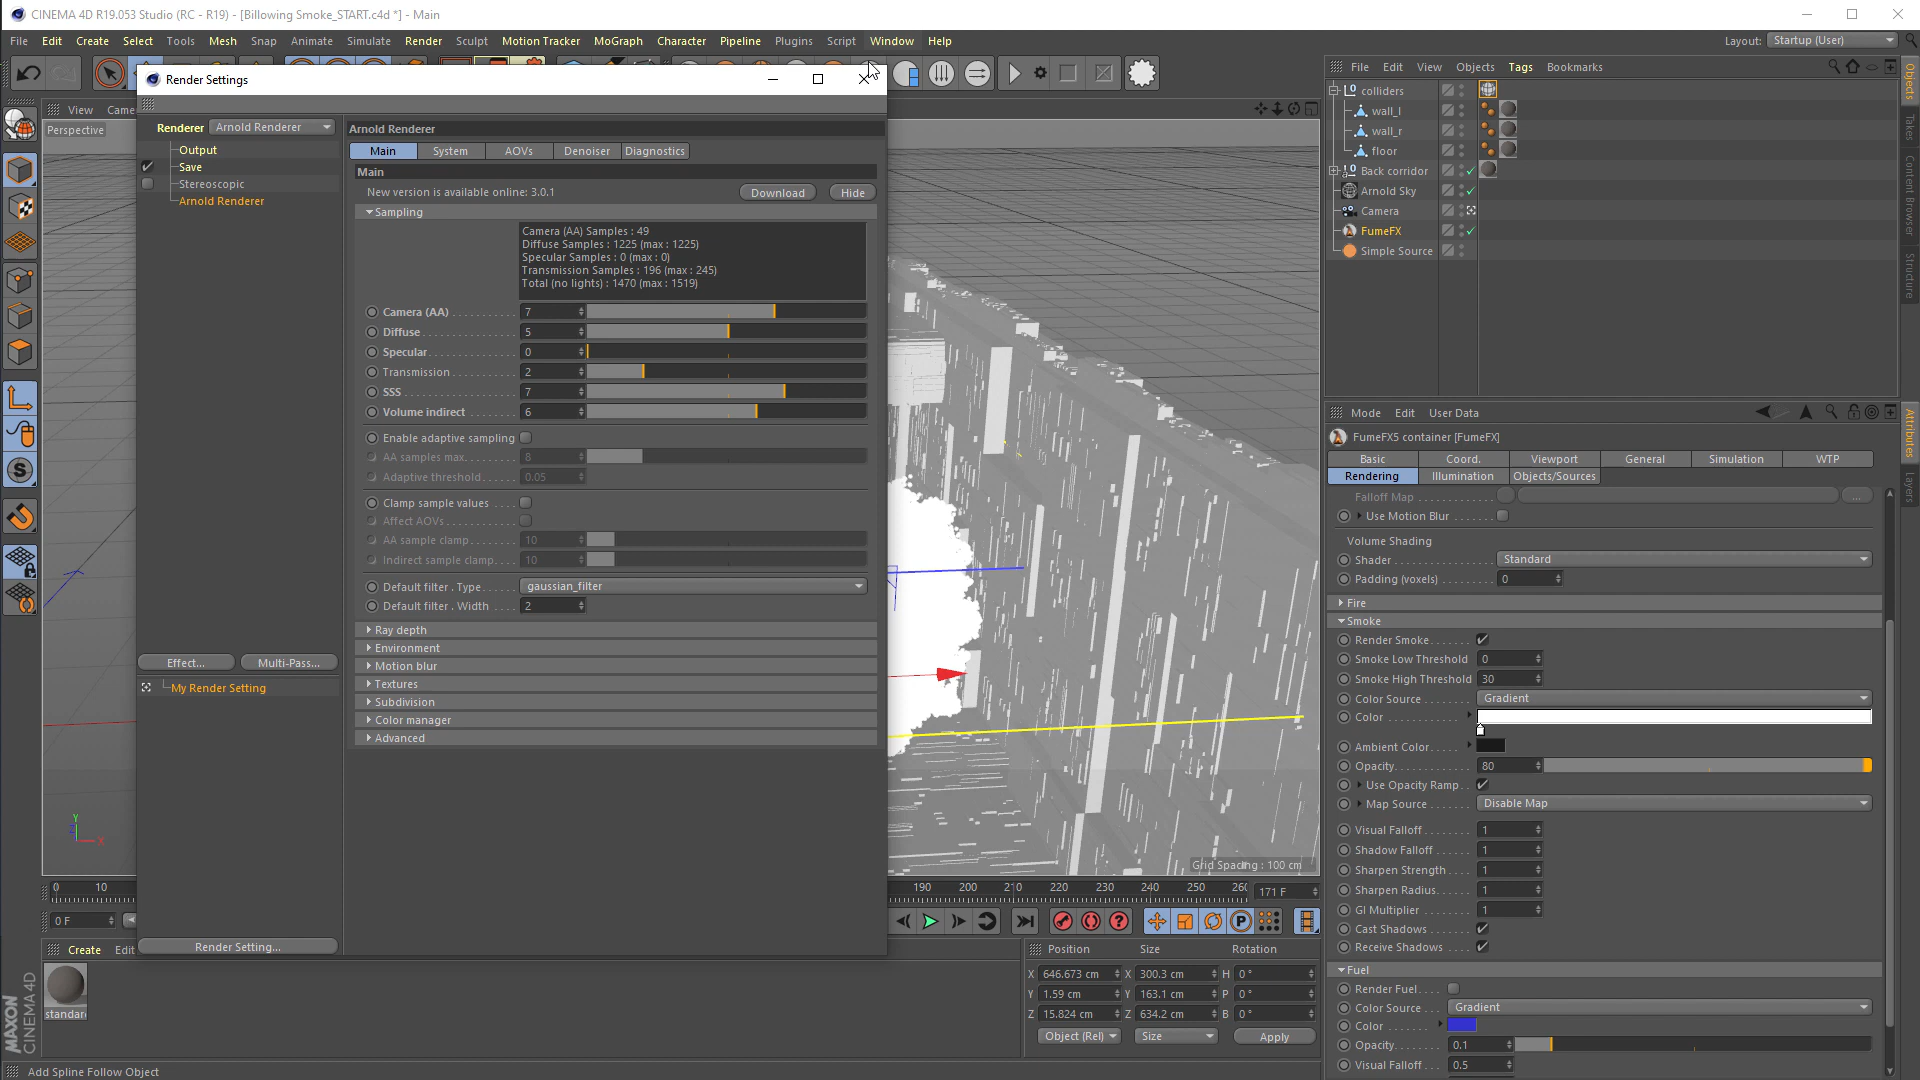 CINEMA 4D R19.053 Studio (RC - R19) - [Billowing Smoke_START.c4d *] - Main
File Edit Create Select Tools Mesh Snap Animate Simulate Render Sculpt Motion Tracker MoGraph Character Pipeline Plugins Script Window Help
Layout: Startup (User)
Render Settings
Renderer Arnold Renderer
Output
Save
Stereoscopic
Arnold Renderer
Effect... Multi-Pass...
My Render Setting
Render Setting...
Arnold Renderer
Main System AOVs Denoiser Diagnostics
Main
New version is available online: 3.0.1
Download Hide
Sampling
Camera (AA) Samples : 49
Diffuse Samples : 1225 (max : 1225)
Specular Samples : 0 (max : 0)
Transmission Samples : 196 (max : 245)
Total (no lights) : 1470 (max : 1519)
Camera (AA) 7
Diffuse 5
Specular 0
Transmission 2
SSS 7
Volume indirect 6
Enable adaptive sampling
AA samples max. 8
Adaptive threshold 0.05
Clamp sample values
Affect AOVs
AA sample clamp 10
Indirect sample clamp 10
Default filter . Type gaussian_filter
Default filter . Width 2
Ray depth
Environment
Motion blur
Textures
Subdivision
Color manager
Advanced
View
Perspective
Y
X
Grid Spacing : 100 cm
0 10 190 200 210 220 230 240 250 171 F
0 F
Create
standar
MAXON CINEMA 4D
Add Spline Follow Object
Position Size Rotation
X 646.673 cm X 300.3 cm H 0 °
Y 1.59 cm Y 163.1 cm P 0 °
Z 15.824 cm Z 634.2 cm B 0 °
Object (Rel) Size Apply
File Edit View Objects Tags Bookmarks
colliders
wall_l
wall_r
floor
Back corridor
Arnold Sky
Camera
FumeFX
Simple Source
Objects
Takes
Content Browser
Structure
Mode Edit User Data
FumeFX5 container [FumeFX]
Basic Coord. Viewport General Simulation WTP
Rendering Illumination Objects/Sources
Falloff Map ...
Use Motion Blur
Volume Shading
Shader Standard
Padding (voxels) 0
Fire
Smoke
Render Smoke
Smoke Low Threshold 0
Smoke High Threshold 30
Color Source Gradient
Color
Ambient Color
Opacity 80
Use Opacity Ramp
Map Source Disable Map
Visual Falloff 1
Shadow Falloff 1
Sharpen Strength 1
Sharpen Radius 1
GI Multiplier 1
Cast Shadows
Receive Shadows
Fuel
Render Fuel
Color Source Gradient
Color
Opacity 0.1
Visual Falloff 0.5
Attributes
Layers